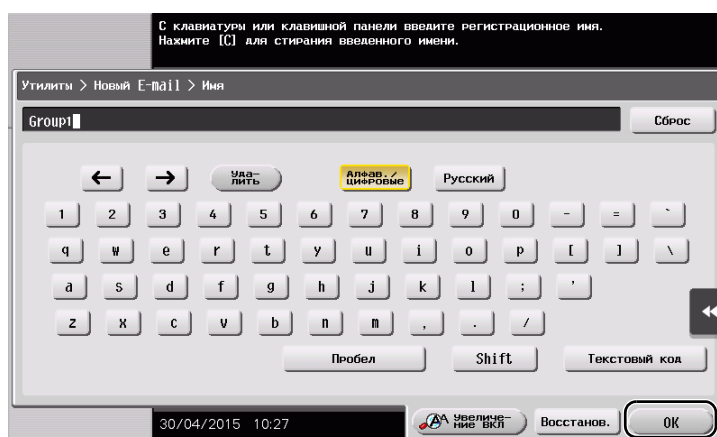 С клавиатуры или клавишной панели введите регистрационное имя.
Нажмите [C] для стирания введенного имени.
Утилиты > Новый E-mail > Имя
Group1
Сброс
← → Уда-
лить
Алфав./
цифровые
Русский
1 2 3 4 5 6 7 8 9 0 - = `
q w e r t y u i o p [ ] \
a s d f g h j k l ; '
z x c v b n m , . /
Пробел Shift Текстовый код
30/04/2015 10:27
Увеличе-
ние вкл
Восстанов.
OK